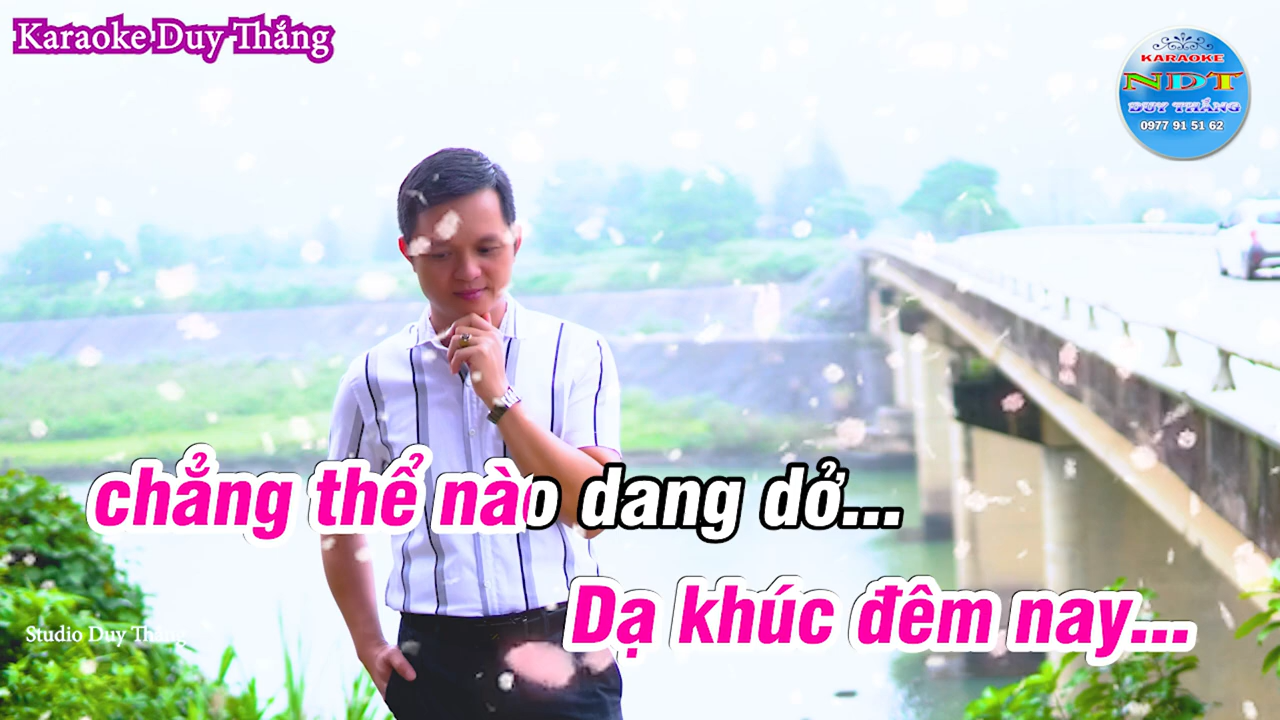 Karaoke Duy Thắng
KARAOKE
NDT
DUY THẮNG
0977 91 51 62
chẳng thể nào dang dở...
Dạ khúc đêm nay...
Studio Duy Thắng